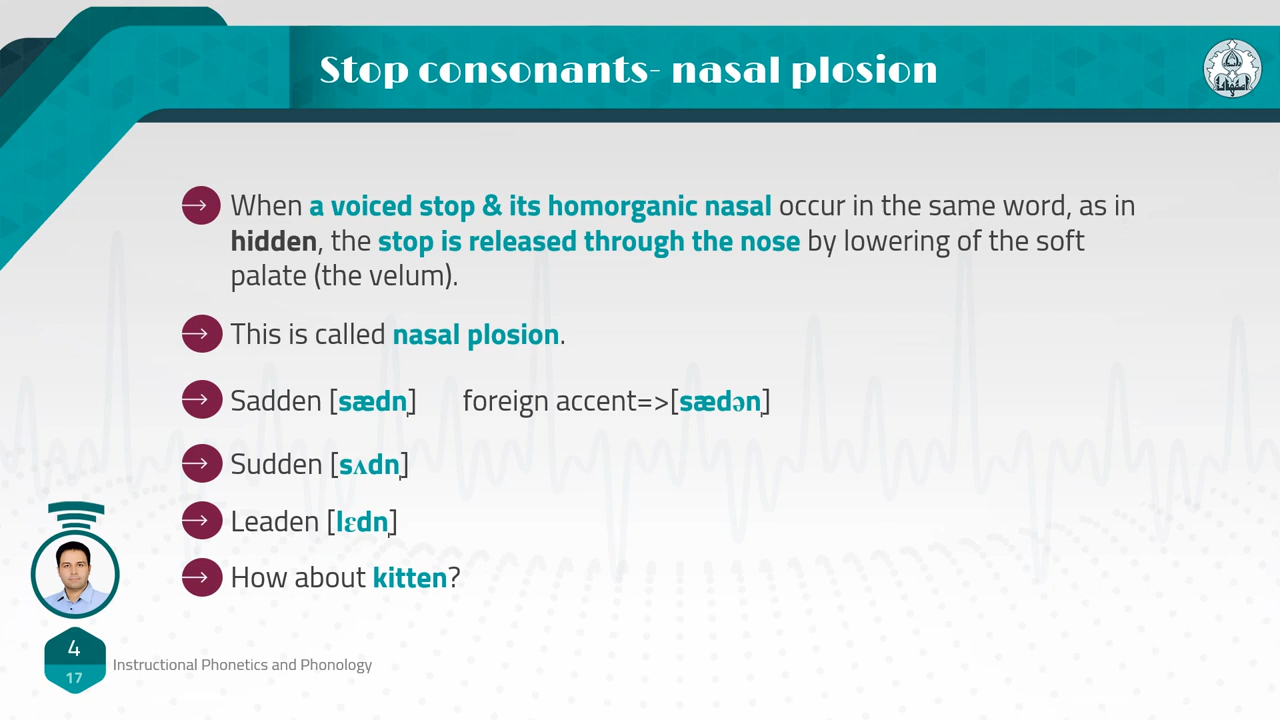 Stop consonants- nasal plosion
When a voiced stop & its homorganic nasal occur in the same word, as in
hidden, the stop is released through the nose by lowering of the soft
palate (the velum).
This is called nasal plosion.
Sadden [sædn̩] foreign accent=>[sædən̩]
Sudden [sʌdn̩]
Leaden [lɛdn̩]
How about kitten?
4
17
Instructional Phonetics and Phonology